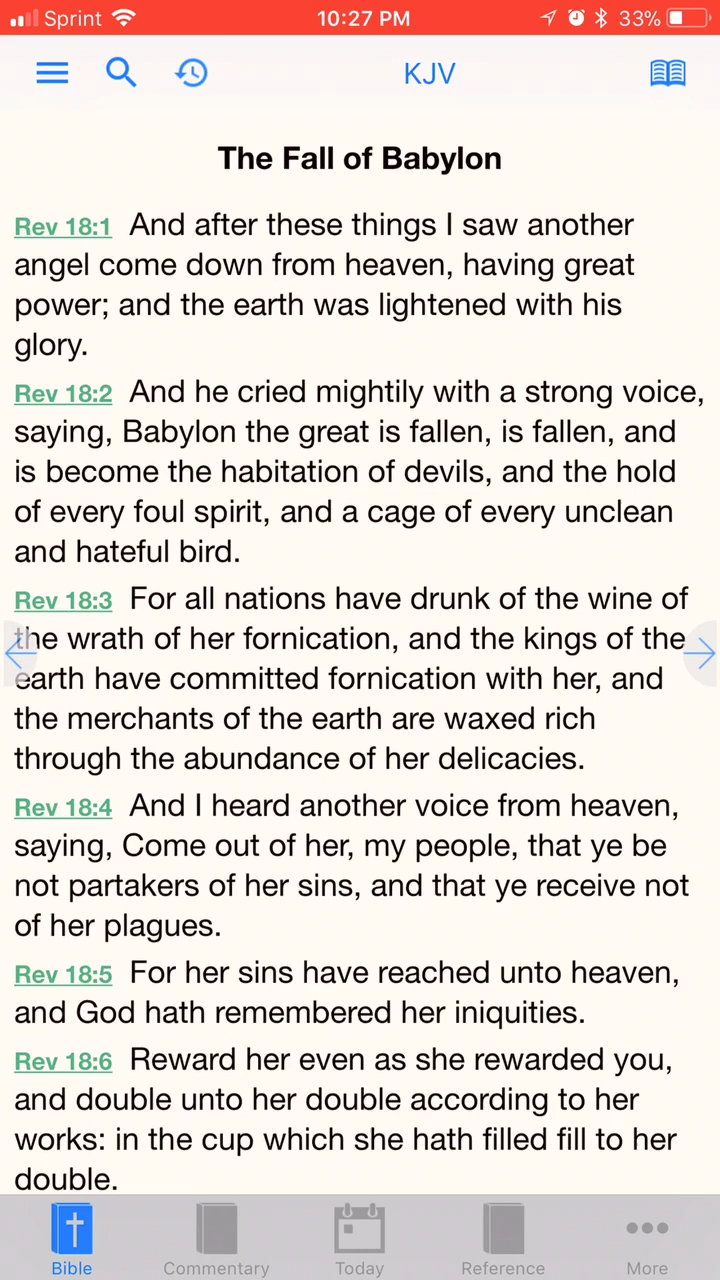 Sprint 10:27 PM 33%
KJV
The Fall of Babylon
Rev 18:1 And after these things I saw another
angel come down from heaven, having great
power; and the earth was lightened with his
glory.
Rev 18:2 And he cried mightily with a strong voice,
saying, Babylon the great is fallen, is fallen, and
is become the habitation of devils, and the hold
of every foul spirit, and a cage of every unclean
and hateful bird.
Rev 18:3 For all nations have drunk of the wine of
the wrath of her fornication, and the kings of the
earth have committed fornication with her, and
the merchants of the earth are waxed rich
through the abundance of her delicacies.
Rev 18:4 And I heard another voice from heaven,
saying, Come out of her, my people, that ye be
not partakers of her sins, and that ye receive not
of her plagues.
Rev 18:5 For her sins have reached unto heaven,
and God hath remembered her iniquities.
Rev 18:6 Reward her even as she rewarded you,
and double unto her double according to her
works: in the cup which she hath filled fill to her
double.
Bible Commentary Today Reference More